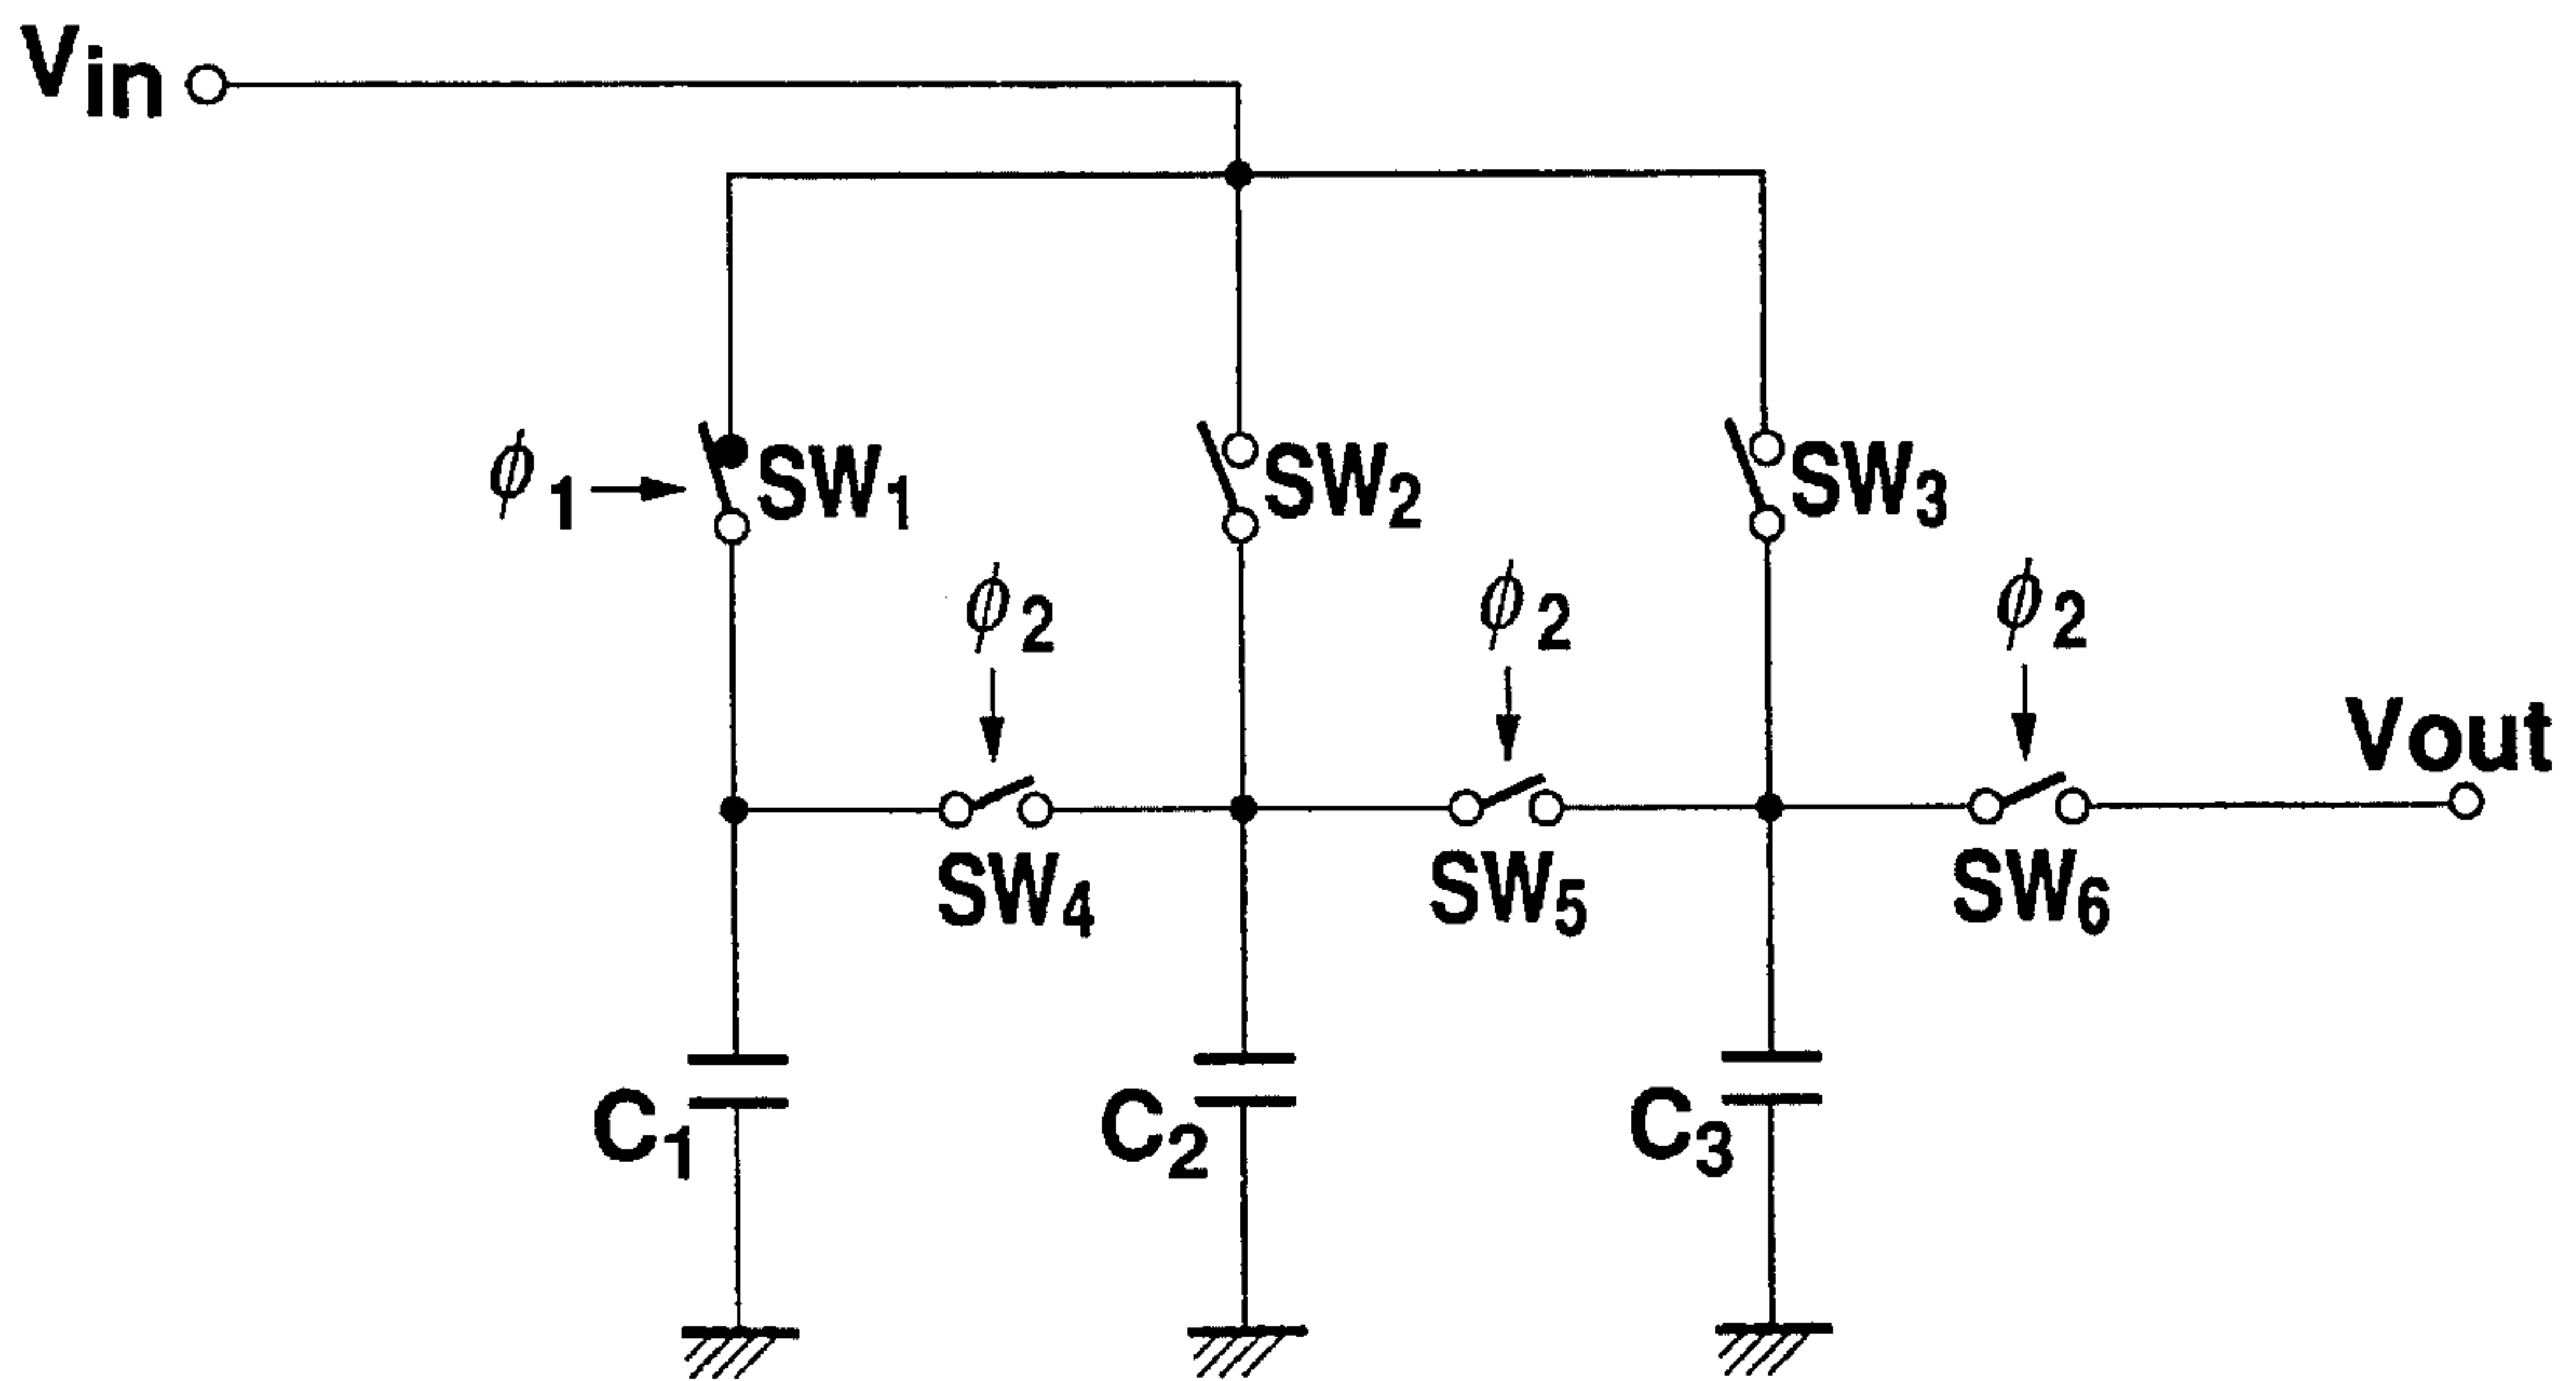 Vin
ϕ1 SW1 SW2 SW3
ϕ2 ϕ2 ϕ2
Vout
SW4 SW5 SW6
C1 C2 C3